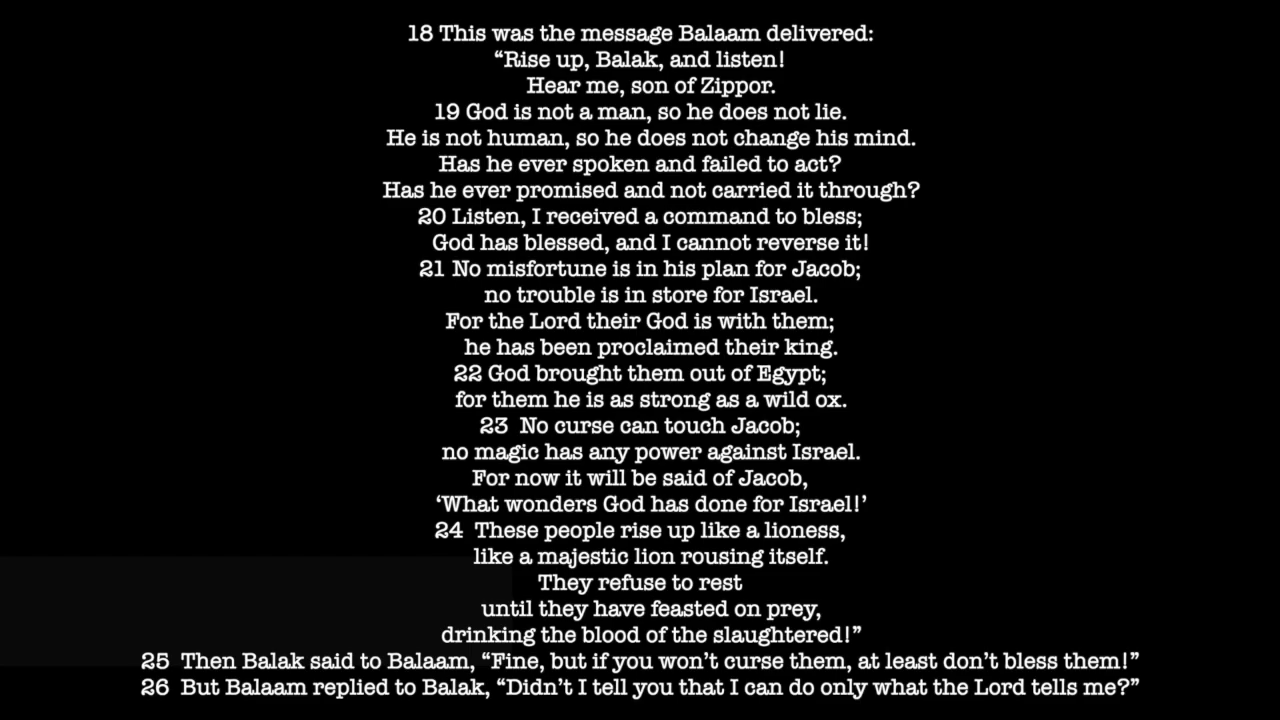 18 This was the message Balaam delivered:
“Rise up, Balak, and listen!
Hear me, son of Zippor.
19 God is not a man, so he does not lie.
He is not human, so he does not change his mind.
Has he ever spoken and failed to act?
Has he ever promised and not carried it through?
20 Listen, I received a command to bless;
God has blessed, and I cannot reverse it!
21 No misfortune is in his plan for Jacob;
no trouble is in store for Israel.
For the Lord their God is with them;
he has been proclaimed their king.
22 God brought them out of Egypt;
for them he is as strong as a wild ox.
23  No curse can touch Jacob;
no magic has any power against Israel.
For now it will be said of Jacob,
‘What wonders God has done for Israel!’
24  These people rise up like a lioness,
like a majestic lion rousing itself.
They refuse to rest
until they have feasted on prey,
drinking the blood of the slaughtered!”
25  Then Balak said to Balaam, “Fine, but if you won’t curse them, at least don’t bless them!”
26  But Balaam replied to Balak, “Didn’t I tell you that I can do only what the Lord tells me?”